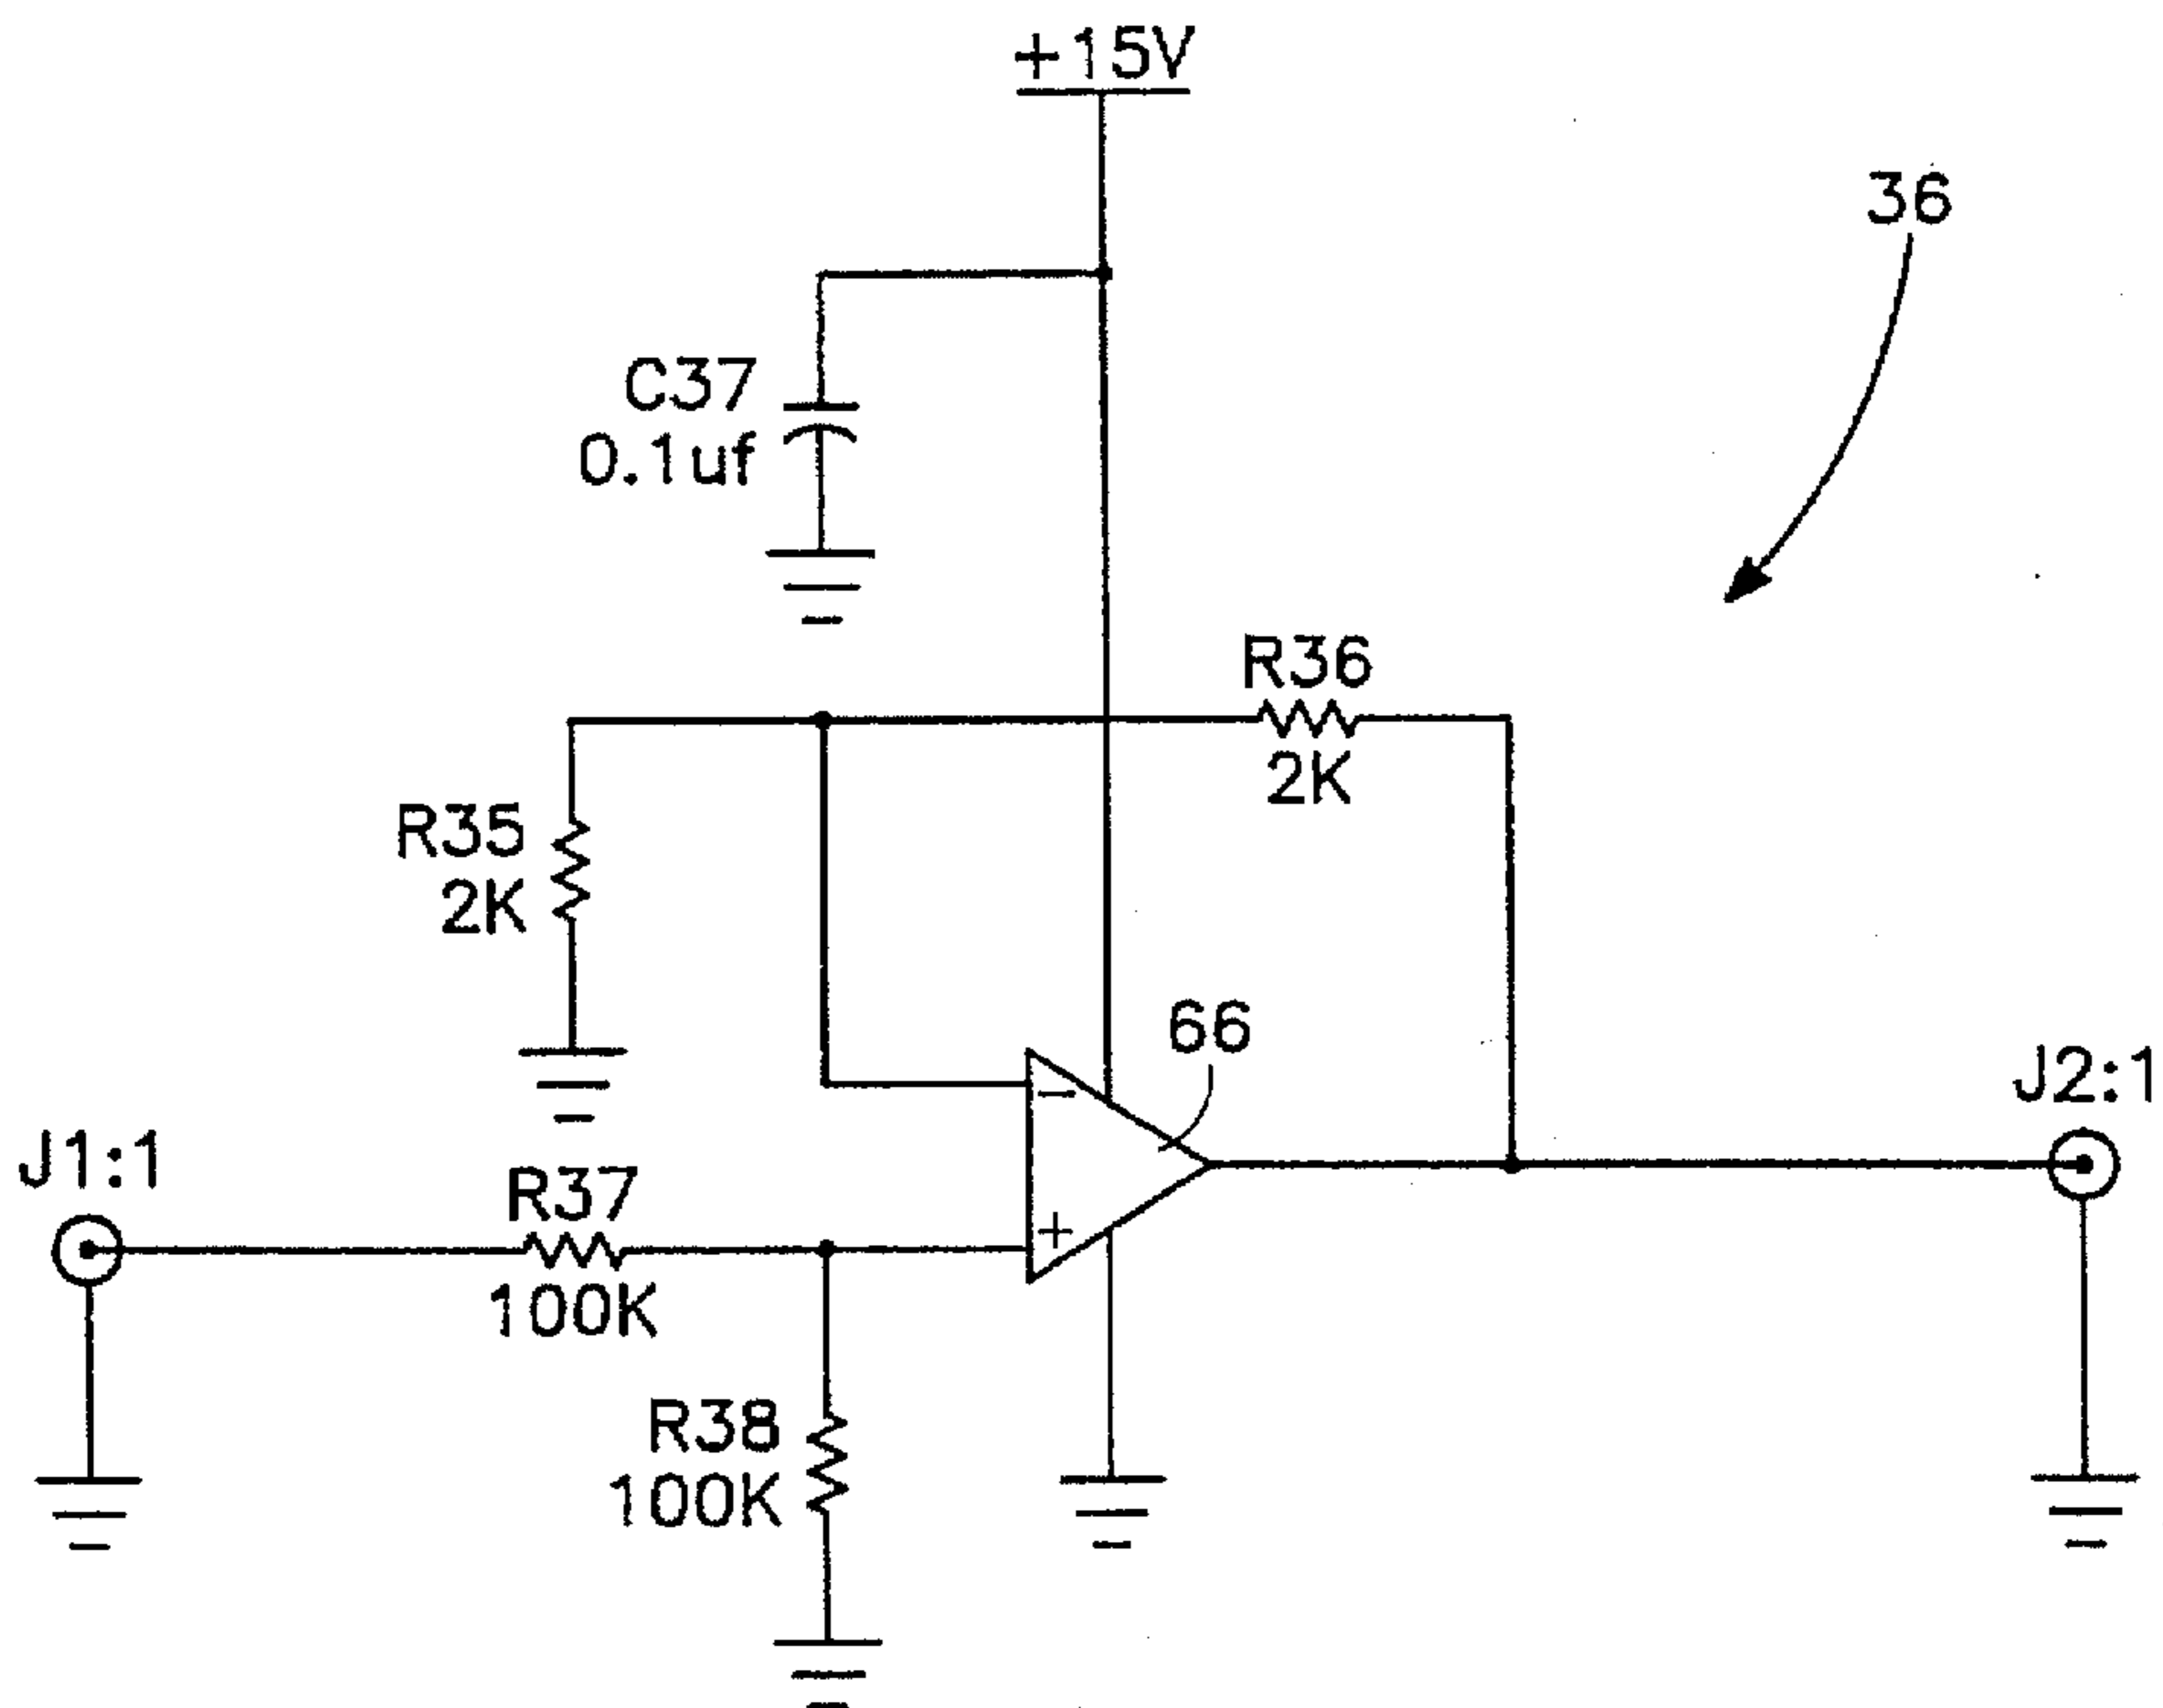 +15V
36
C37
0.1uf
R36
2K
R35
2K
66
J2:1
J1:1
R37
100K
-
+
R38
100K